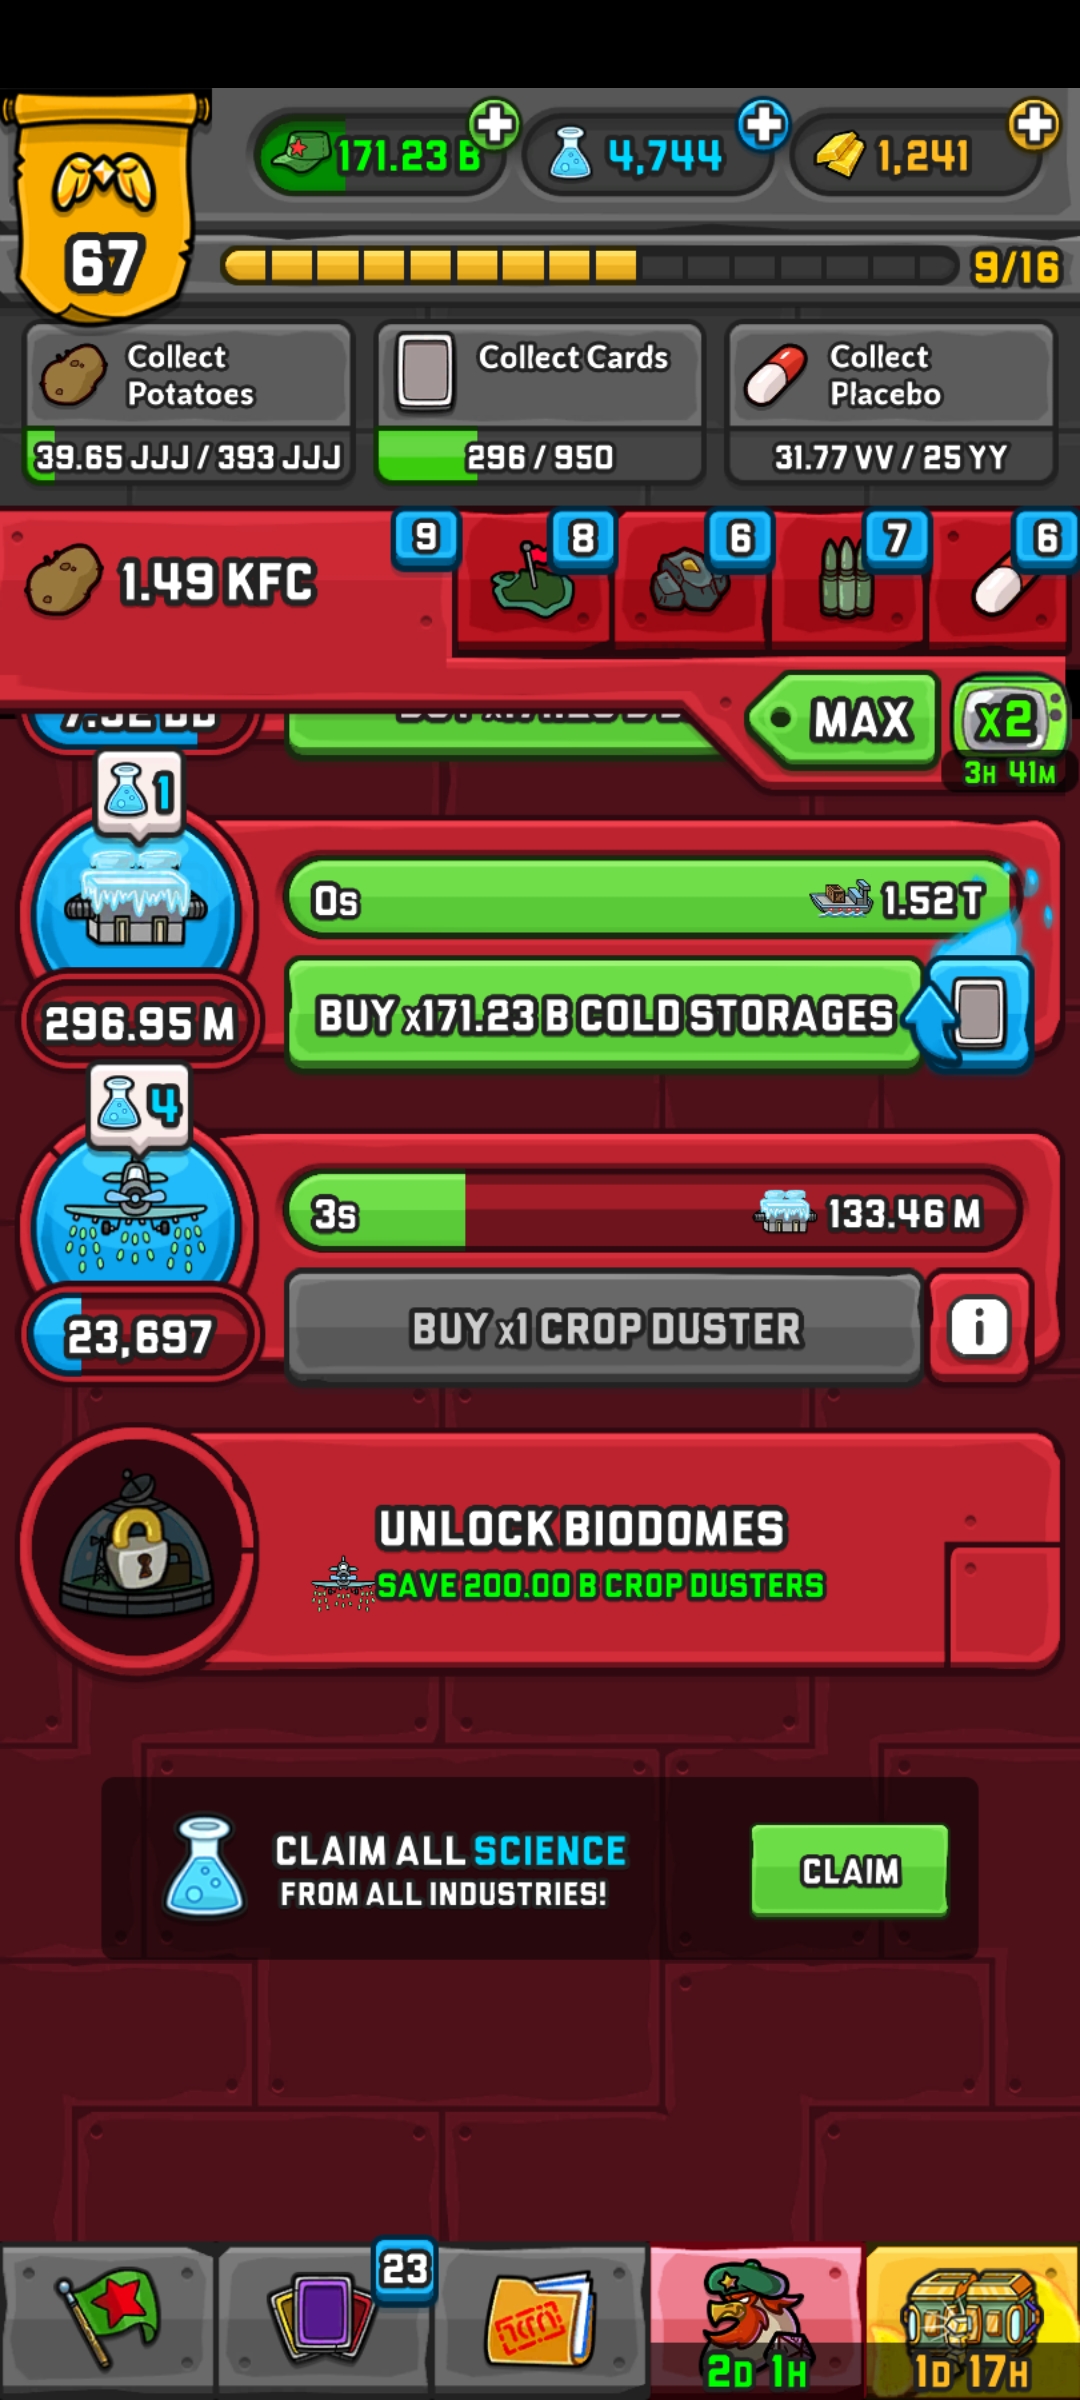 171.23 B
4,744
1,241
67
9/16
Collect
Potatoes
39.65 JJJ / 393 JJJ
Collect Cards
296 / 950
Collect
Placebo
31.77 VV / 25 YY
1.49 KFC
9
8
6
7
6
MAX
x2
3H 41M
1
0s
1.52 T
296.95 M
BUY x171.23 B COLD STORAGES
4
3s
133.46 M
23,697
BUY x1 CROP DUSTER
i
UNLOCK BIODOMES
SAVE 200.00 B CROP DUSTERS
CLAIM ALL SCIENCE
FROM ALL INDUSTRIES!
CLAIM
23
2D 1H
1D 17H